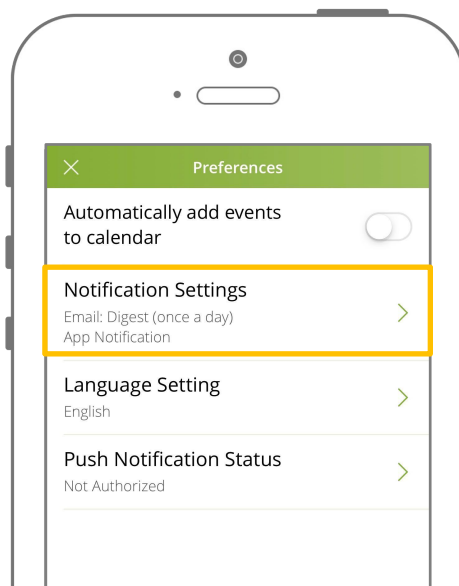 Preferences
Automatically add events
to calendar
Notification Settings
Email: Digest (once a day)
App Notification
Language Setting
English
Push Notification Status
Not Authorized